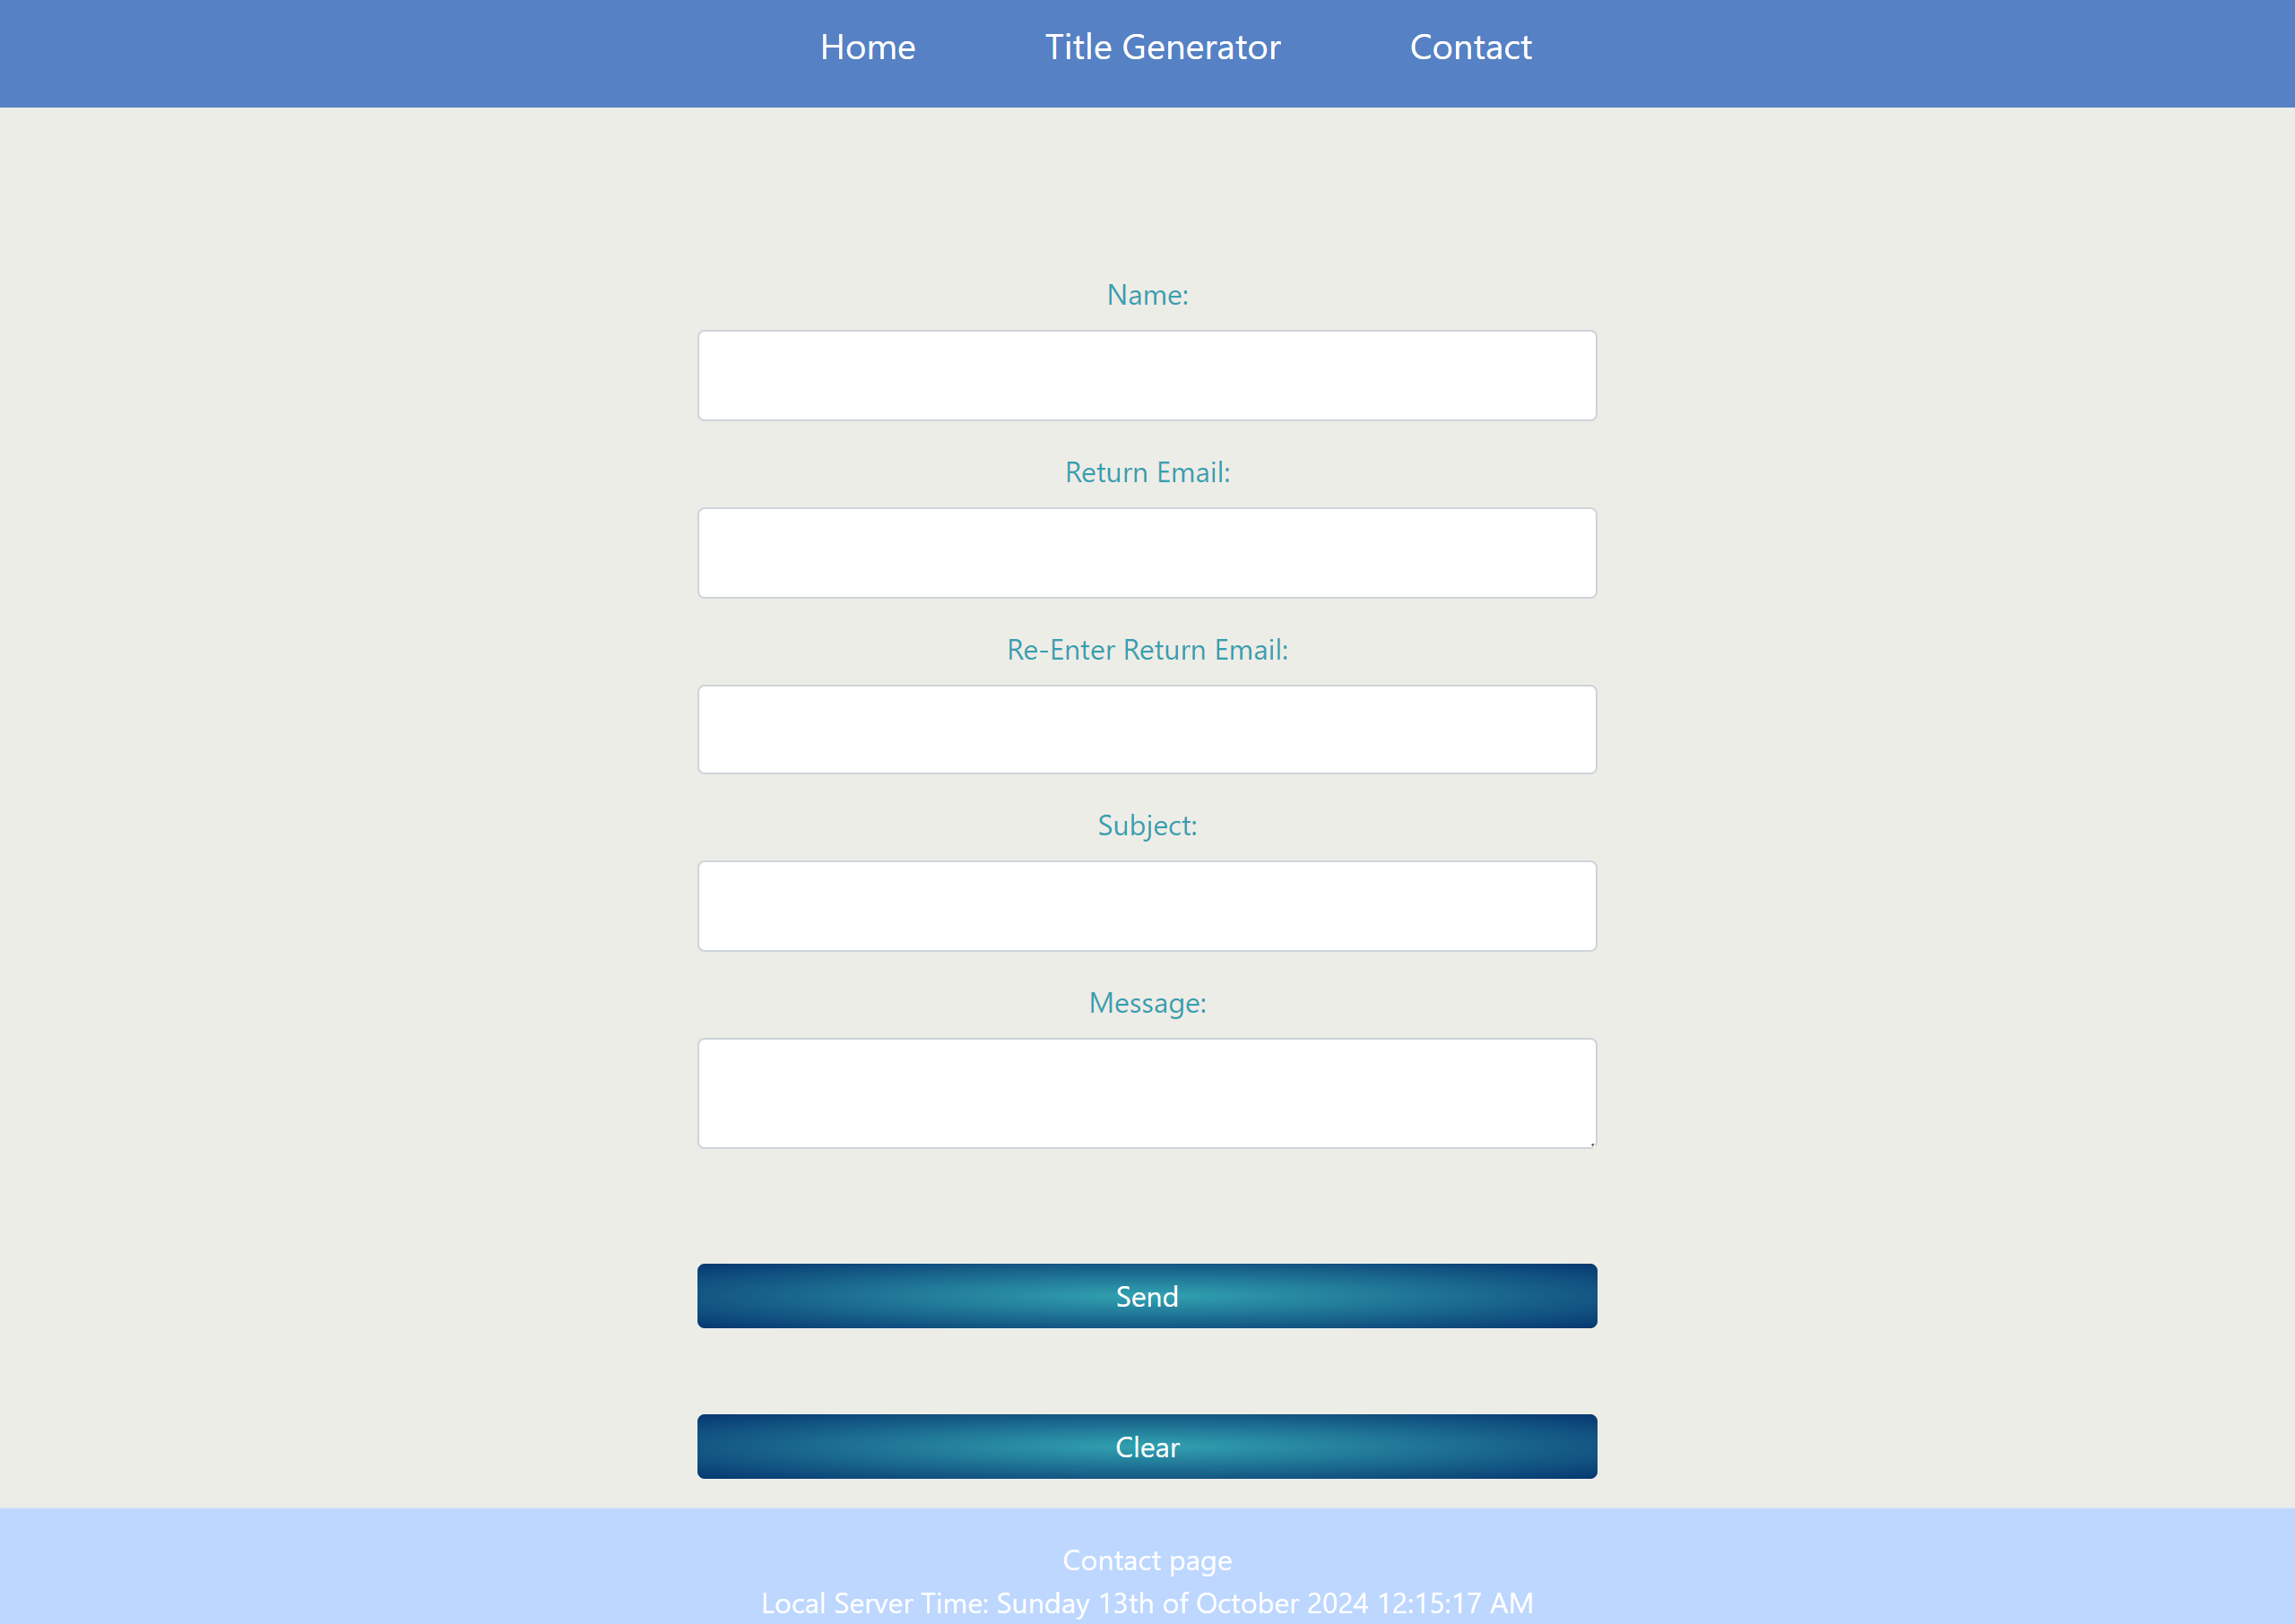 Home Title Generator Contact
Name:
Return Email:
Re-Enter Return Email:
Subject:
Message:
Send
Clear
Contact page
Local Server Time: Sunday 13th of October 2024 12:15:17 AM